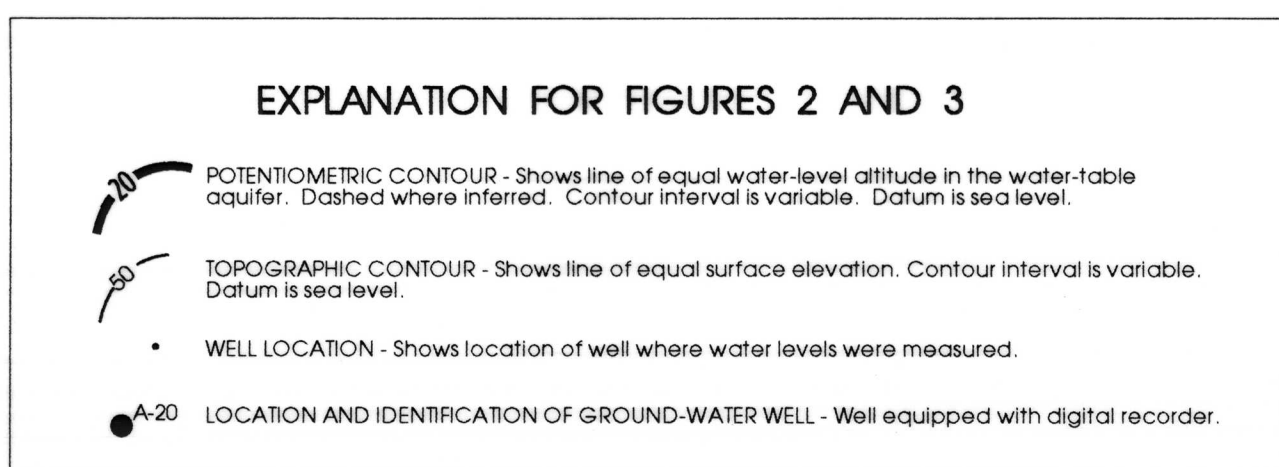 EXPLANATION FOR FIGURES 2 AND 3
20
POTENTIOMETRIC CONTOUR - Shows line of equal water-level altitude in the water-table
aquifer. Dashed where inferred. Contour interval is variable. Datum is sea level.
50
TOPOGRAPHIC CONTOUR - Shows line of equal surface elevation. Contour interval is variable.
Datum is sea level.
WELL LOCATION - Shows location of well where water levels were measured.
A-20 LOCATION AND IDENTIFICATION OF GROUND-WATER WELL - Well equipped with digital recorder.